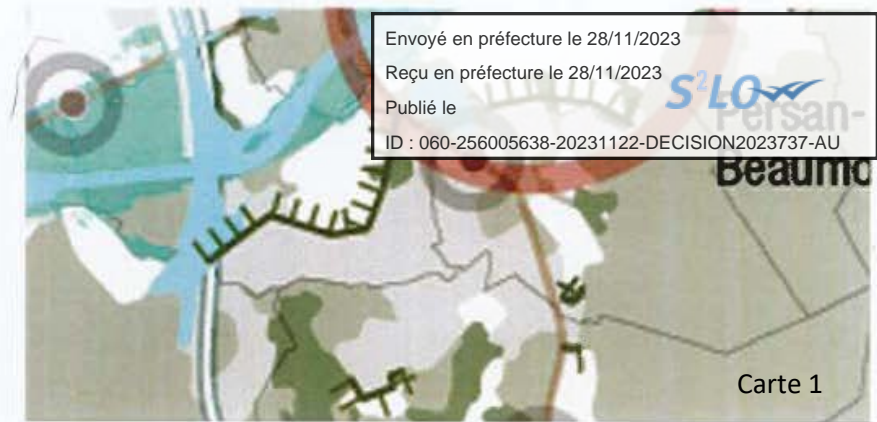 Envoyé en préfecture le 28/11/2023
Reçu en préfecture le 28/11/2023
Publié le
S²LO
ID : 060-256005638-20231122-DECISION2023737-AU
Persan-
Beaumo
Carte 1